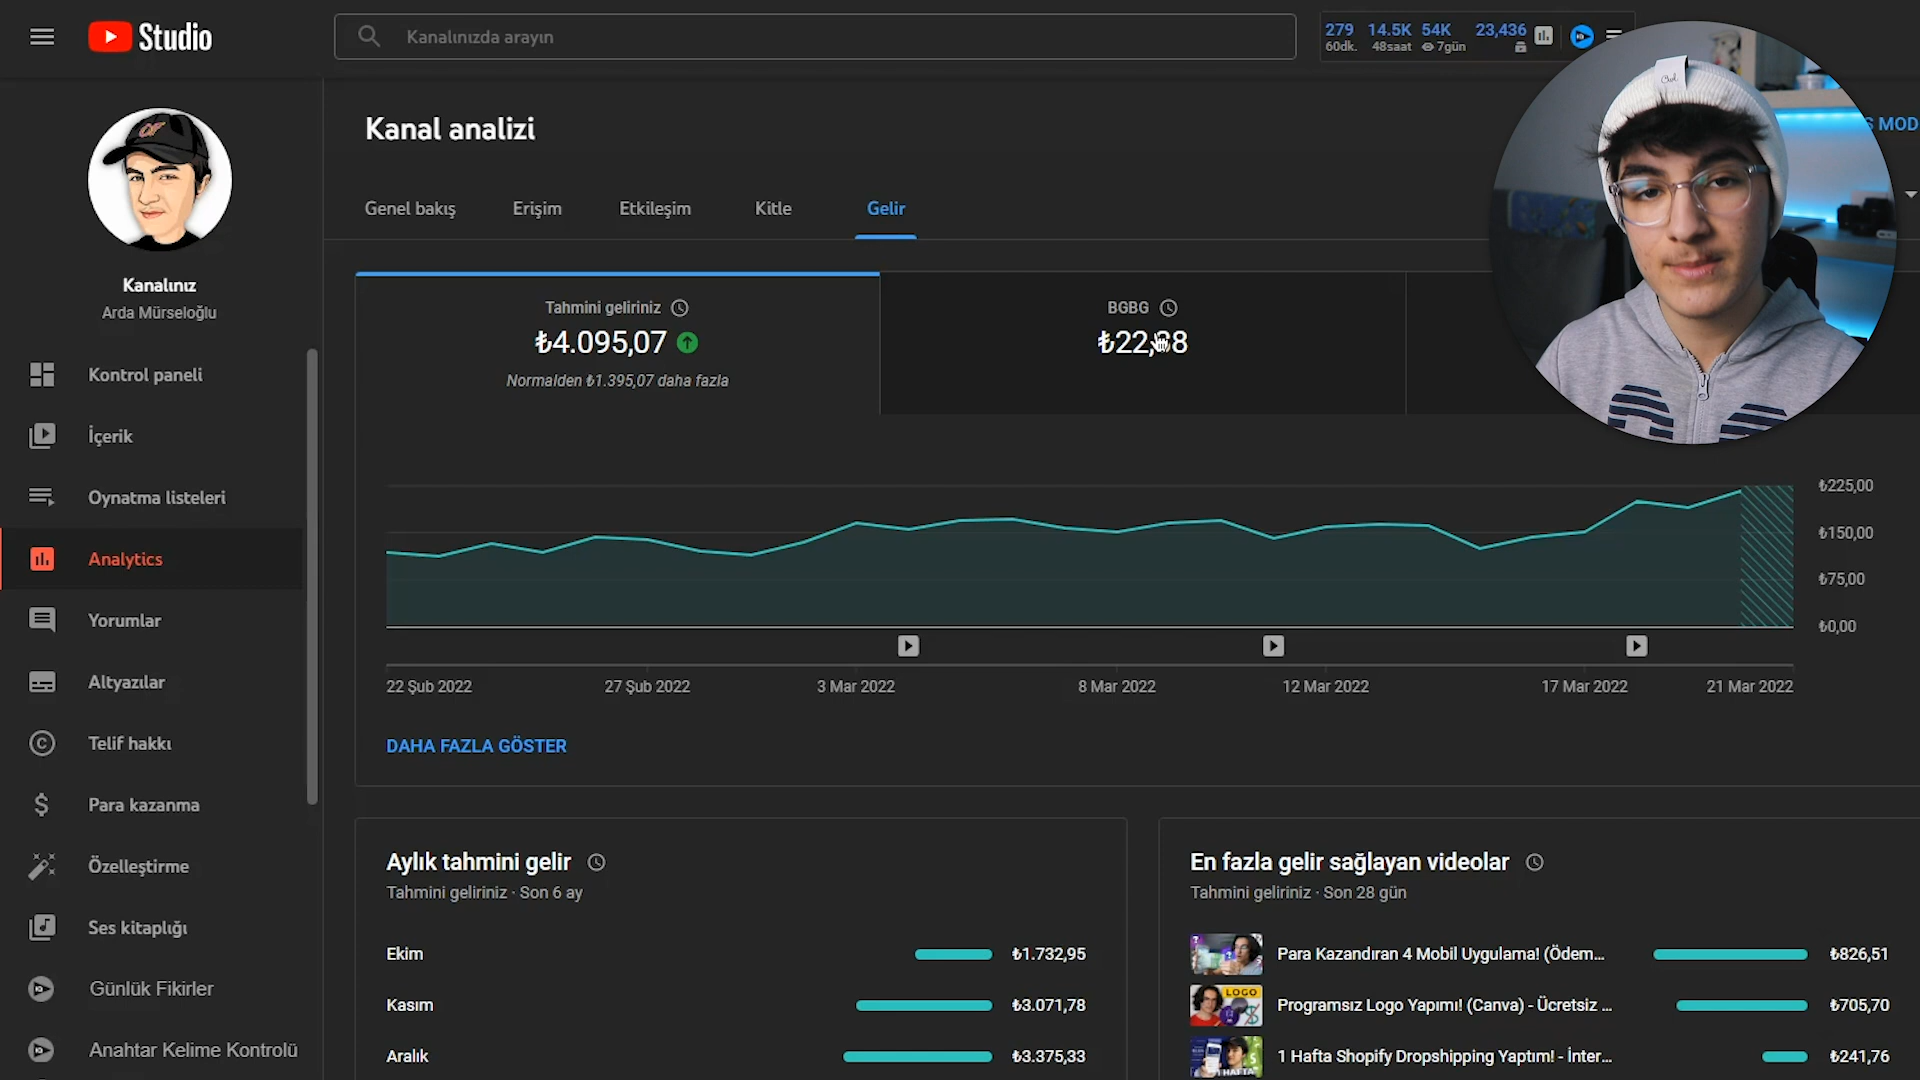 Studio
Kanalınızda arayın
279 14.5K 54K 23,436
60dk. 48saat 7gün
Kanalınız
Arda Mürseloğlu
Kontrol paneli
İçerik
Oynatma listeleri
Analytics
Yorumlar
Altyazılar
Telif hakkı
Para kazanma
Özelleştirme
Ses kitaplığı
Günlük Fikirler
Anahtar Kelime Kontrolü
Kanal analizi
S MOD
Genel bakış Erişim Etkileşim Kitle Gelir
Tahmini geliriniz
₺4.095,07
Normalden ₺1.395,07 daha fazla
BGBG
₺225,00
₺150,00
₺75,00
₺0,00
22 Şub 2022 27 Şub 2022 3 Mar 2022 8 Mar 2022 12 Mar 2022 17 Mar 2022 21 Mar 2022
DAHA FAZLA GÖSTER
Aylık tahmini gelir
Tahmini geliriniz · Son 6 ay
Ekim ₺1.732,95
Kasım ₺3.071,78
Aralık ₺3.375,33
En fazla gelir sağlayan videolar
Tahmini geliriniz · Son 28 gün
Para Kazandıran 4 Mobil Uygulama! (Ödem... ₺826,51
LOGO
Programsız Logo Yapımı! (Canva) - Ücretsiz ... ₺705,70
1 Hafta Shopify Dropshipping Yaptım! - İnter... ₺241,76